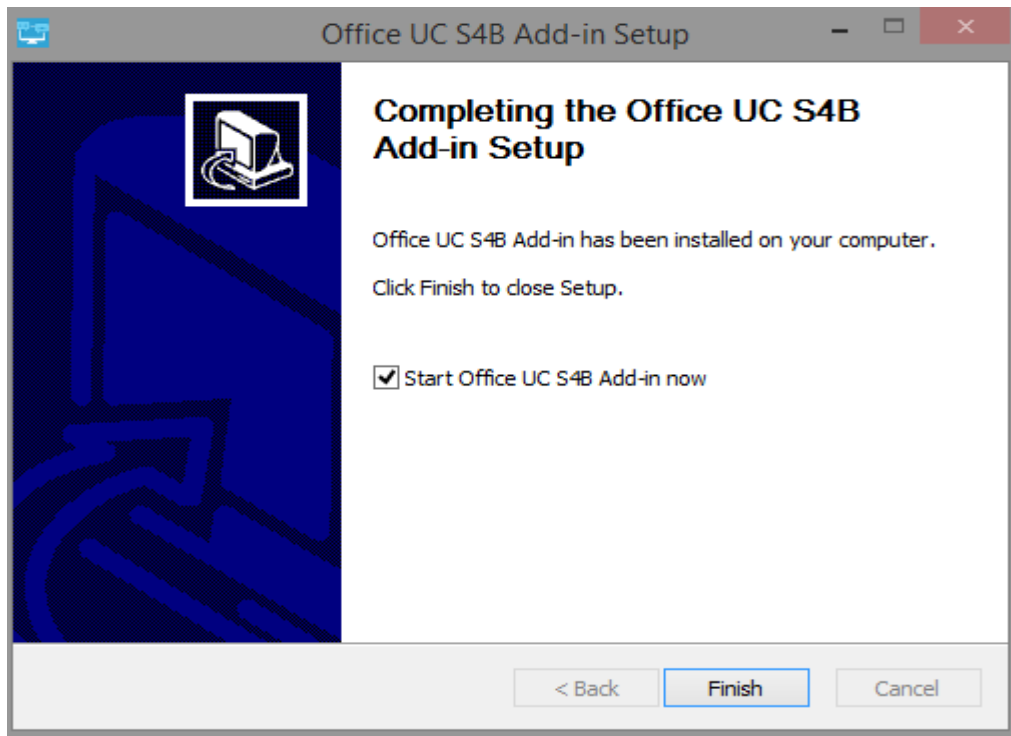 Office UC S4B Add-in Setup
Completing the Office UC S4B
Add-in Setup
Office UC S4B Add-in has been installed on your computer.
Click Finish to close Setup.
Start Office UC S4B Add-in now
< Back
Finish
Cancel